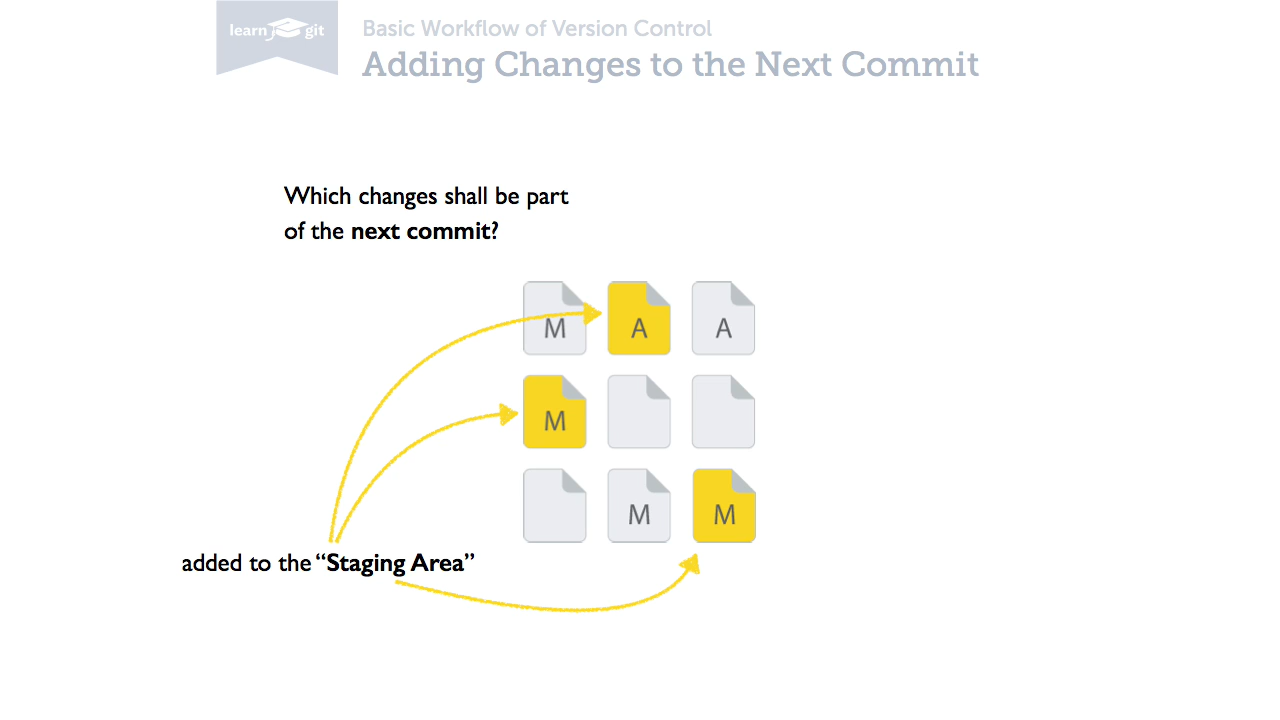 learn git
Basic Workflow of Version Control
Adding Changes to the Next Commit
Which changes shall be part
of the next commit?
M A A
M
M M
added to the “Staging Area”